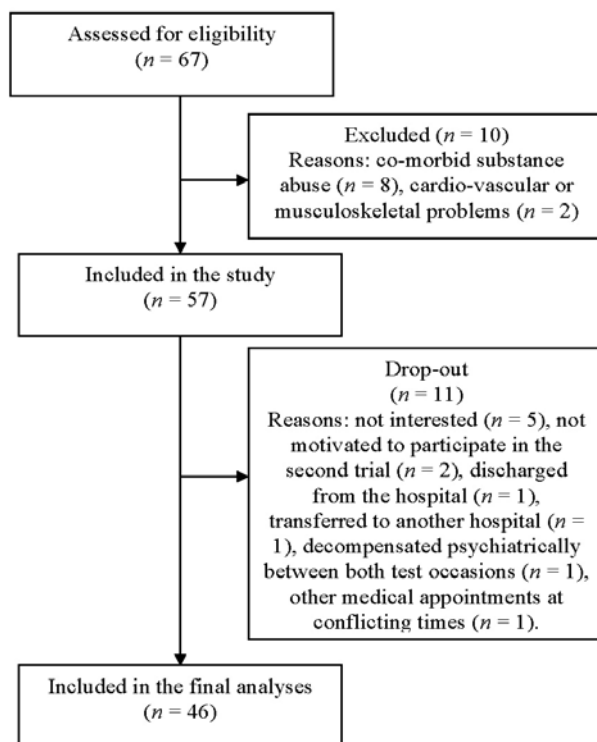 Assessed for eligibility
(n = 67)
Excluded (n = 10)
Reasons: co-morbid substance
abuse (n = 8), cardio-vascular or
musculoskeletal problems (n = 2)
Included in the study
(n = 57)
Drop-out
(n = 11)
Reasons: not interested (n = 5), not
motivated to participate in the
second trial (n = 2), discharged
from the hospital (n = 1),
transferred to another hospital (n =
1), decompensated psychiatrically
between both test occasions (n = 1),
other medical appointments at
conflicting times (n = 1).
Included in the final analyses
(n = 46)